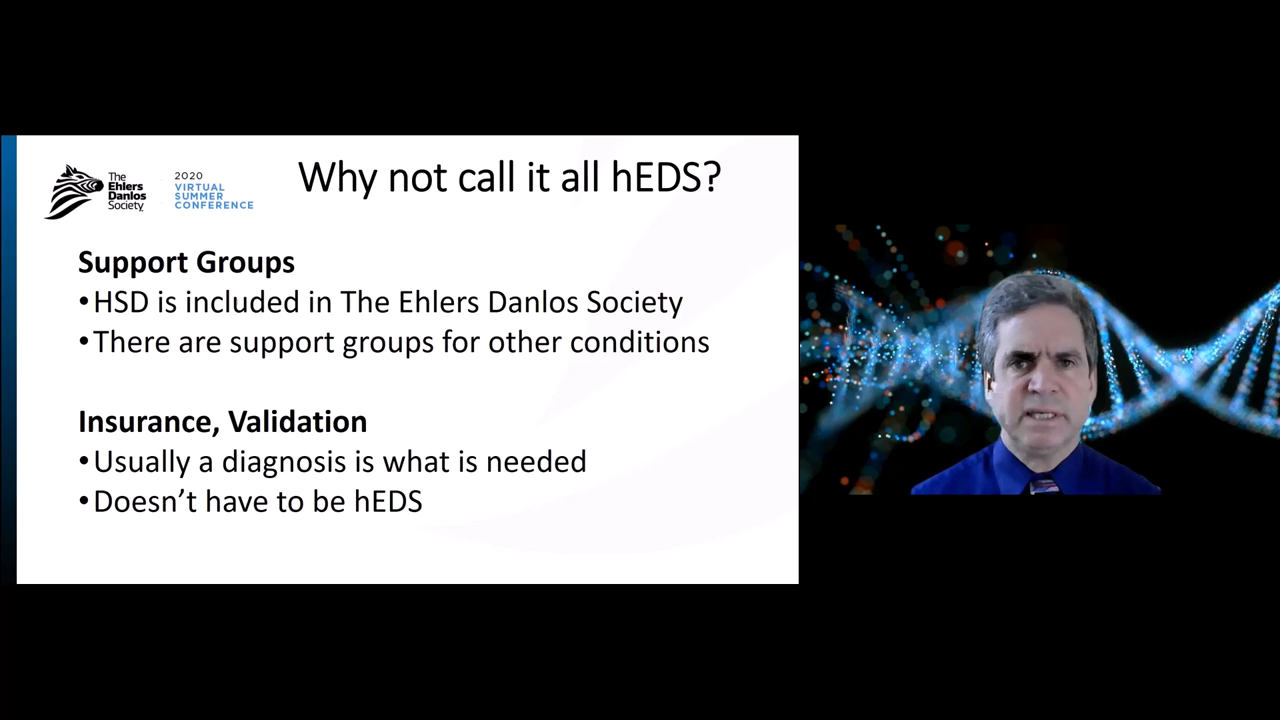 The
Ehlers
Danlos
Society
2020
VIRTUAL
SUMMER
CONFERENCE
Why not call it all hEDS?
Support Groups
•HSD is included in The Ehlers Danlos Society
•There are support groups for other conditions
Insurance, Validation
•Usually a diagnosis is what is needed
•Doesn’t have to be hEDS